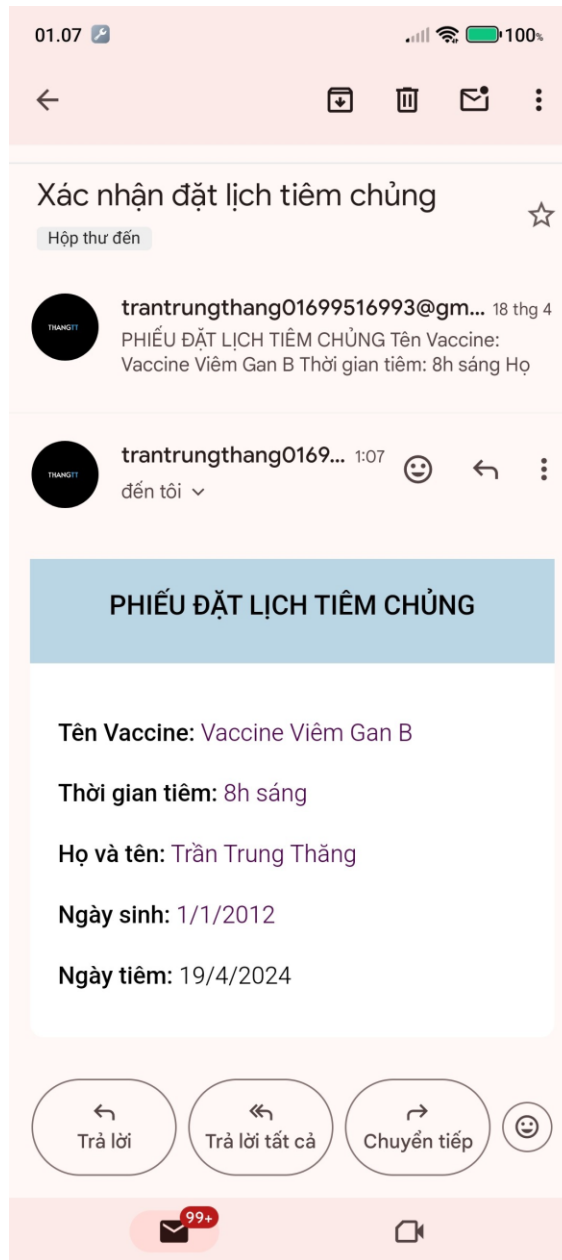 01.07 100%
Xác nhận đặt lịch tiêm chủng
Hộp thư đến
THANGTT
trantrungthang01699516993@gm... 18 thg 4
PHIẾU ĐẶT LỊCH TIÊM CHỦNG Tên Vaccine:
Vaccine Viêm Gan B Thời gian tiêm: 8h sáng Họ
THANGTT
trantrungthang0169... 1:07
đến tôi
PHIẾU ĐẶT LỊCH TIÊM CHỦNG
Tên Vaccine: Vaccine Viêm Gan B
Thời gian tiêm: 8h sáng
Họ và tên: Trần Trung Thăng
Ngày sinh: 1/1/2012
Ngày tiêm: 19/4/2024
Trả lời Trả lời tất cả Chuyển tiếp
99+